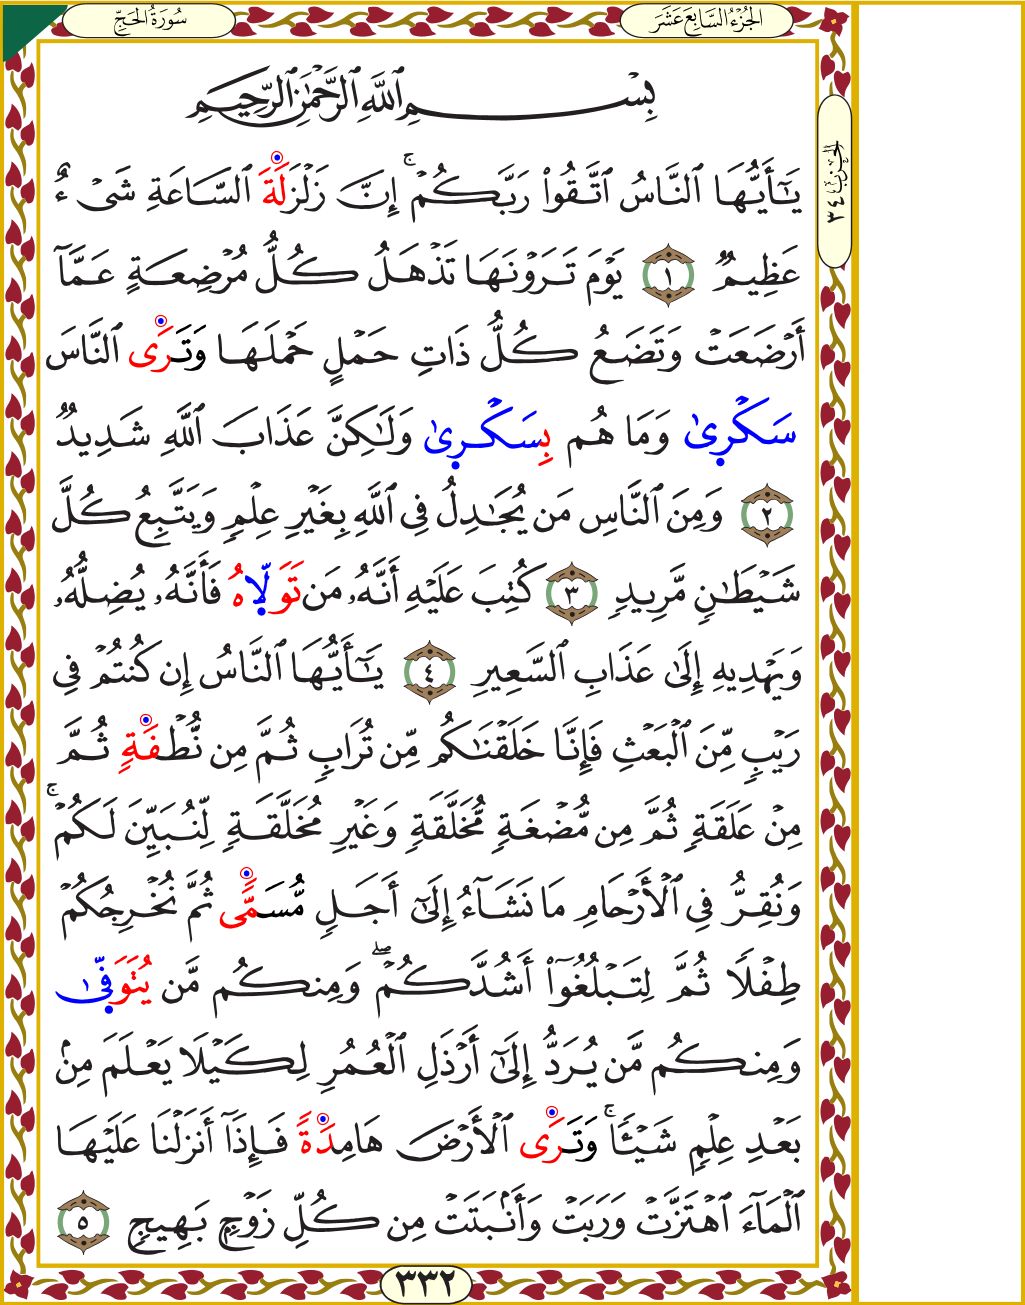 سُورَةُ الحَجِّ
الجُزْءُ السَّابِعَ عَشَرَ
الحِزْبُ ٣٤
بِسْمِ ٱللَّهِ ٱلرَّحْمَٰنِ ٱلرَّحِيمِ
يَـٰٓأَيُّهَا ٱلنَّاسُ ٱتَّقُوا۟ رَبَّكُمْ ۚ إِنَّ زَلْزَلَةَ ٱلسَّاعَةِ شَىْءٌ
عَظِيمٌ ١ يَوْمَ تَرَوْنَهَا تَذْهَلُ كُلُّ مُرْضِعَةٍ عَمَّآ
أَرْضَعَتْ وَتَضَعُ كُلُّ ذَاتِ حَمْلٍ حَمْلَهَا وَتَرَى ٱلنَّاسَ
سَكْرِىٰ وَمَا هُم بِسَكْرِىٰ وَلَـٰكِنَّ عَذَابَ ٱللَّهِ شَدِيدٌ
٢ وَمِنَ ٱلنَّاسِ مَن يُجَـٰدِلُ فِى ٱللَّهِ بِغَيْرِ عِلْمٍ وَيَتَّبِعُ كُلَّ
شَيْطَـٰنٍ مَّرِيدٍ ٣ كُتِبَ عَلَيْهِ أَنَّهُۥ مَن تَوَلّاهُ فَأَنَّهُۥ يُضِلُّهُۥ
وَيَهْدِيهِ إِلَىٰ عَذَابِ ٱلسَّعِيرِ ٤ يَـٰٓأَيُّهَا ٱلنَّاسُ إِن كُنتُمْ فِى
رَيْبٍ مِّنَ ٱلْبَعْثِ فَإِنَّا خَلَقْنَـٰكُم مِّن تُرَابٍ ثُمَّ مِن نُّطْفَةٍ ثُمَّ
مِنْ عَلَقَةٍ ثُمَّ مِن مُّضْغَةٍ مُّخَلَّقَةٍ وَغَيْرِ مُخَلَّقَةٍ لِّنُبَيِّنَ لَكُمْ ۚ
وَنُقِرُّ فِى ٱلْأَرْحَامِ مَا نَشَآءُ إِلَىٰٓ أَجَلٍ مُّسَمًّى ثُمَّ نُخْرِجُكُمْ
طِفْلًا ثُمَّ لِتَبْلُغُوٓا۟ أَشُدَّكُمْ ۖ وَمِنكُم مَّن يُتَوَفّىٰ
وَمِنكُم مَّن يُرَدُّ إِلَىٰٓ أَرْذَلِ ٱلْعُمُرِ لِكَيْلَا يَعْلَمَ مِنۢ
بَعْدِ عِلْمٍ شَيْـًٔا ۚ وَتَرَى ٱلْأَرْضَ هَامِدَةً فَإِذَآ أَنزَلْنَا عَلَيْهَا
ٱلْمَآءَ ٱهْتَزَّتْ وَرَبَتْ وَأَنۢبَتَتْ مِن كُلِّ زَوْجٍۭ بَهِيجٍ ٥
٣٣٢